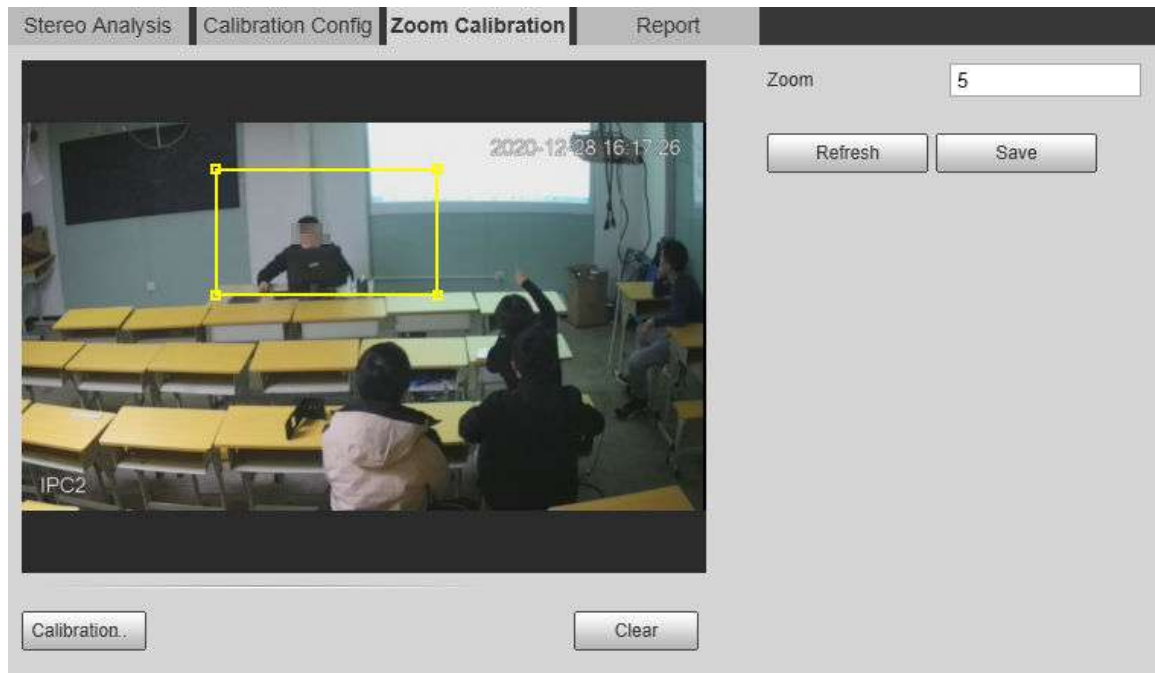 Stereo Analysis Calibration Config Zoom Calibration Report
Zoom 5
2020-12-28 16:17:26
Refresh Save
IPC2
Calibration..
Clear